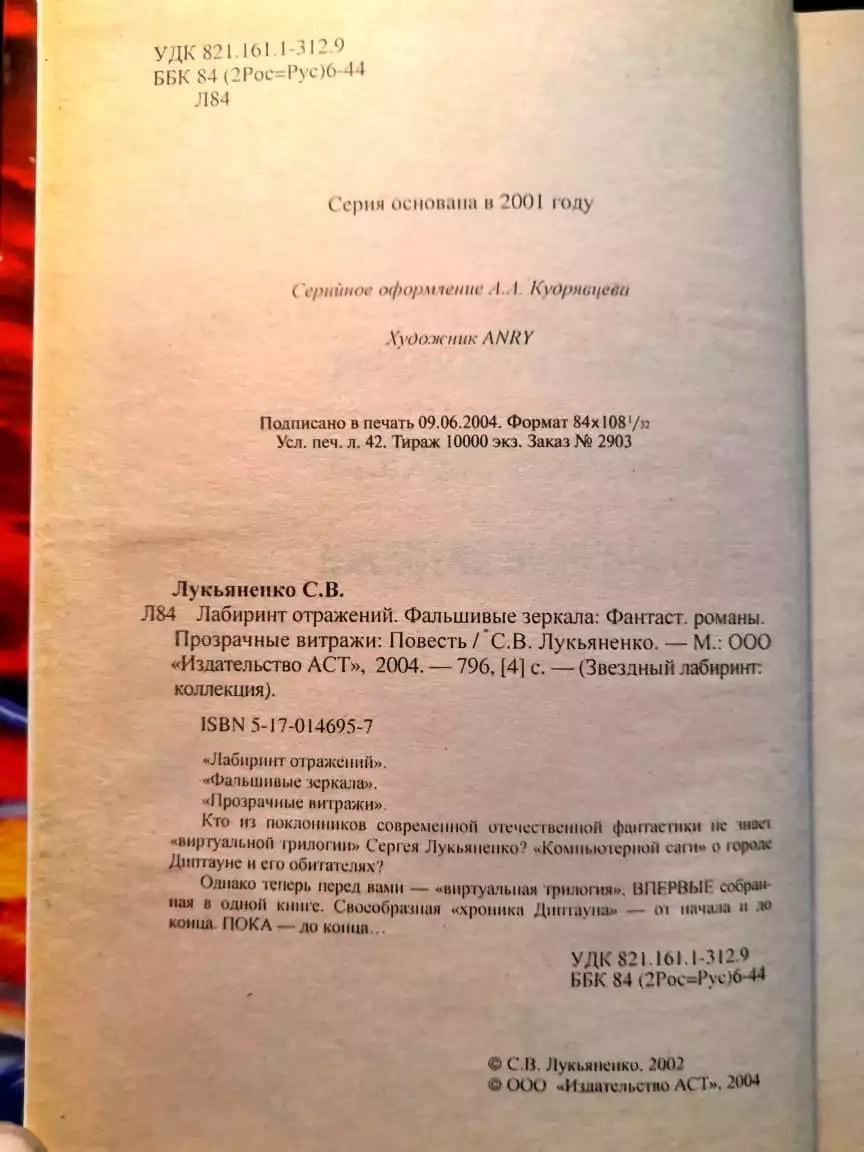 УДК 821.161.1-312.9
ББК 84 (2Рос=Рус)6-44
Л84
Серия основана в 2001 году
Серийное оформление А.А. Кудрявцева
Художник ANRY
Подписано в печать 09.06.2004. Формат 84х108 1/32
Усл. печ. л. 42. Тираж 10000 экз. Заказ № 2903
Лукьяненко С.В.
Л84 Лабиринт отражений. Фальшивые зеркала: Фантаст. романы.
Прозрачные витражи: Повесть / С.В. Лукьяненко. — М.: ООО
«Издательство АСТ», 2004. — 796, [4] с. — (Звездный лабиринт:
коллекция).
ISBN 5-17-014695-7
«Лабиринт отражений».
«Фальшивые зеркала».
«Прозрачные витражи».
Кто из поклонников современной отечественной фантастики не знает
«виртуальной трилогии» Сергея Лукьяненко? «Компьютерной саги» о городе
Диптауне и его обитателях?
Однако теперь перед вами — «виртуальная трилогия», ВПЕРВЫЕ собран-
ная в одной книге. Своеобразная «хроника Диптауна» — от начала и до
конца. ПОКА — до конца...
УДК 821.161.1-312.9
ББК 84 (2Рос=Рус)6-44
© С.В. Лукьяненко, 2002
© ООО «Издательство АСТ», 2004